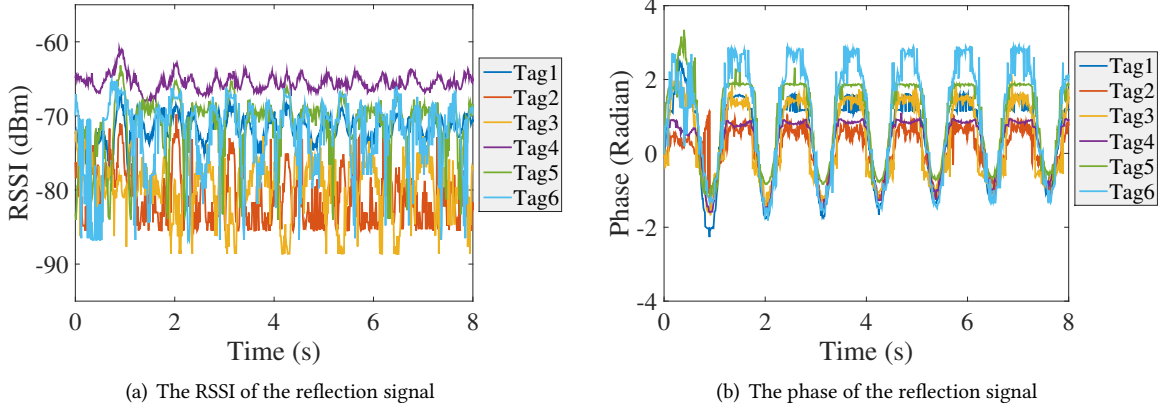 -60
-70
-80
-90
RSSI (dBm)
0 2 4 6 8
Time (s)
Tag1
Tag2
Tag3
Tag4
Tag5
Tag6
(a) The RSSI of the reflection signal
4
2
0
-2
-4
Phase (Radian)
0 2 4 6 8
Time (s)
Tag1
Tag2
Tag3
Tag4
Tag5
Tag6
(b) The phase of the reflection signal